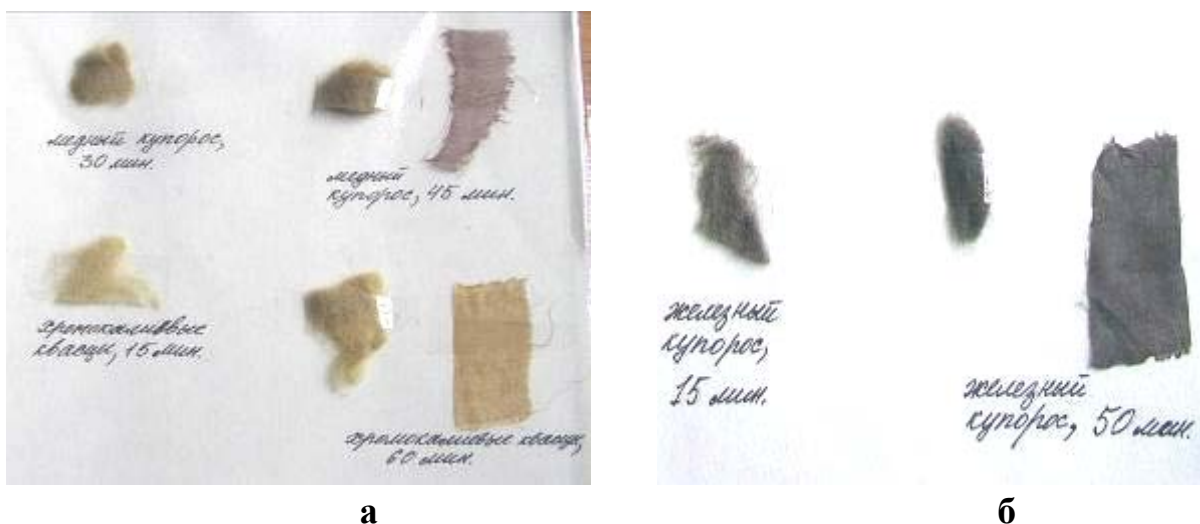 медный купорос,
30 мин.
медный
купорос, 45 мин.
хромокалиевые
квасцы, 15 мин.
хромокалиевые квасцы,
60 мин.
железный
купорос,
15 мин.
железный
купорос, 50 мин.
а
б